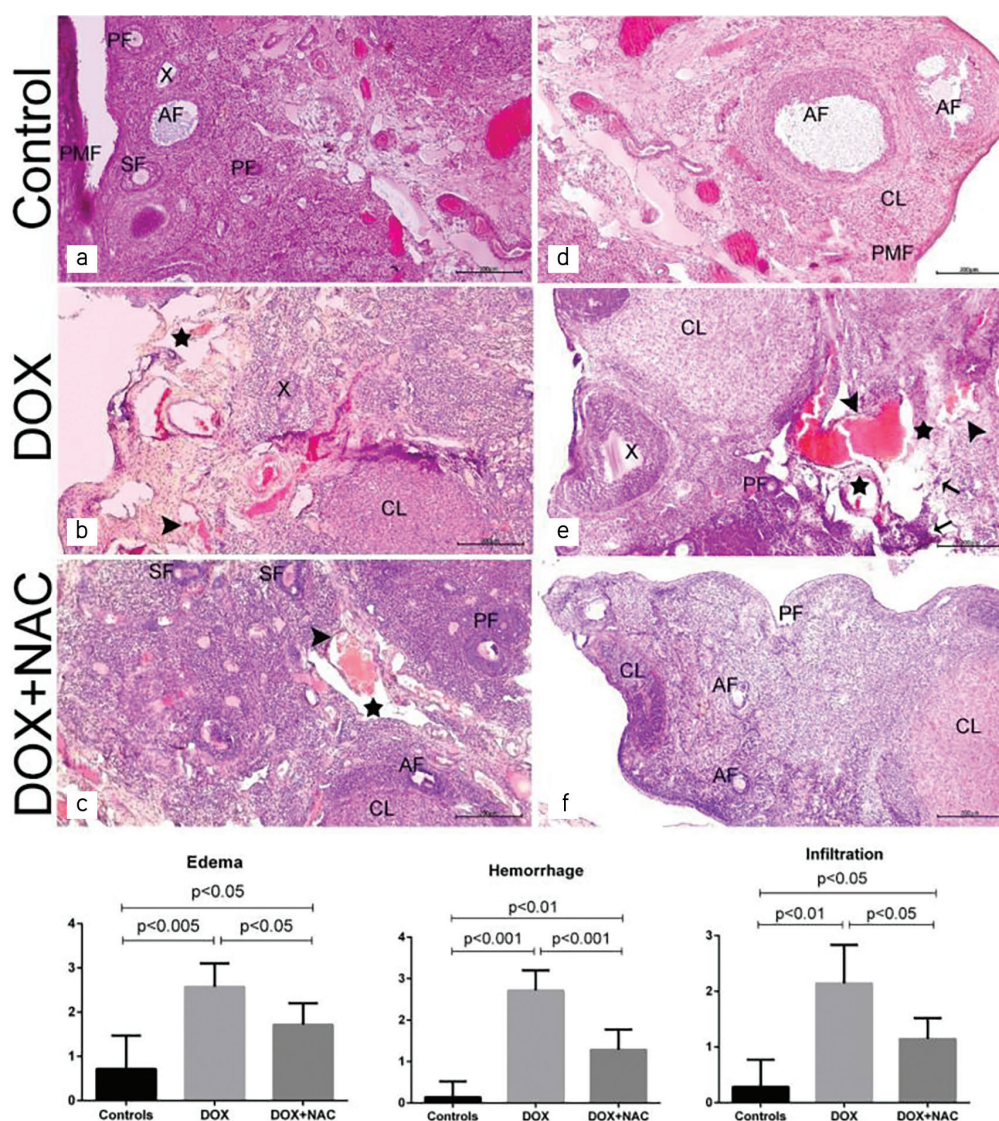 Control
PF
X
AF
PMF
SF
PF
a
200µm
AF
AF
CL
PMF
d
200µm
DOX
X
CL
b
CL
X
PF
e
DOX+NAC
SF
SF
PF
AF
CL
c
PF
CL
AF
CL
AF
f
Edema
p<0.05
p<0.005
p<0.05
4
3
2
1
0
Controls
DOX
DOX+NAC
Hemorrhage
p<0.01
p<0.001
p<0.001
4
3
2
1
0
Controls
DOX
DOX+NAC
Infiltration
p<0.05
p<0.01
p<0.05
3
2
1
0
Controls
DOX
DOX+NAC